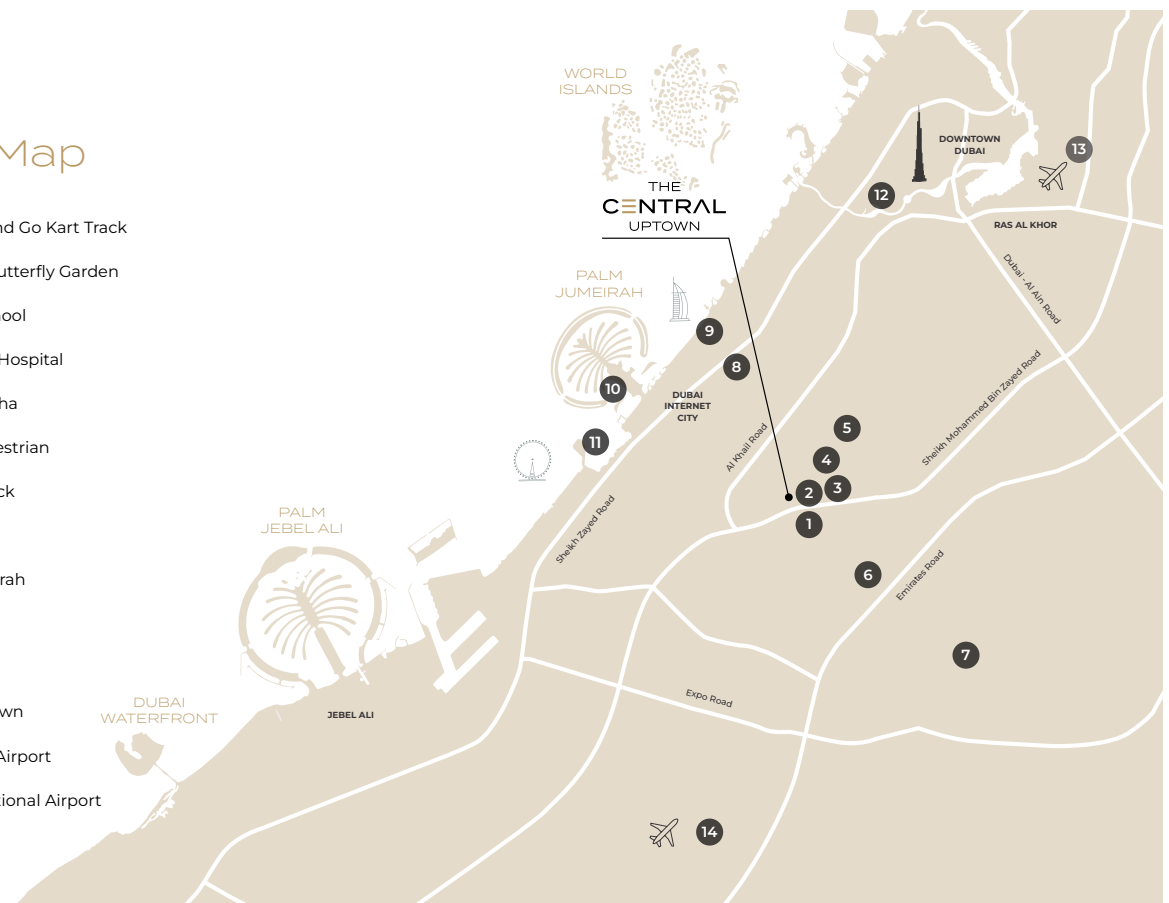 Map
nd Go Kart Track
utterfly Garden
ool
Hospital
ha
estrian
ck
rah
wn
Airport
ional Airport
WORLD
ISLANDS
THE
CENTRAL
UPTOWN
PALM
JUMEIRAH
PALM
JEBEL ALI
DUBAI
WATERFRONT
JEBEL ALI
DOWNTOWN
DUBAI
RAS AL KHOR
DUBAI
INTERNET
CITY
Dubai - Al Ain Road
Sheikh Mohammed Bin Zayed Road
Al Khail Road
Sheikh Zayed Road
Emirates Road
Expo Road
13
12
9
8
10
11
5
4
3
2
1
6
7
14